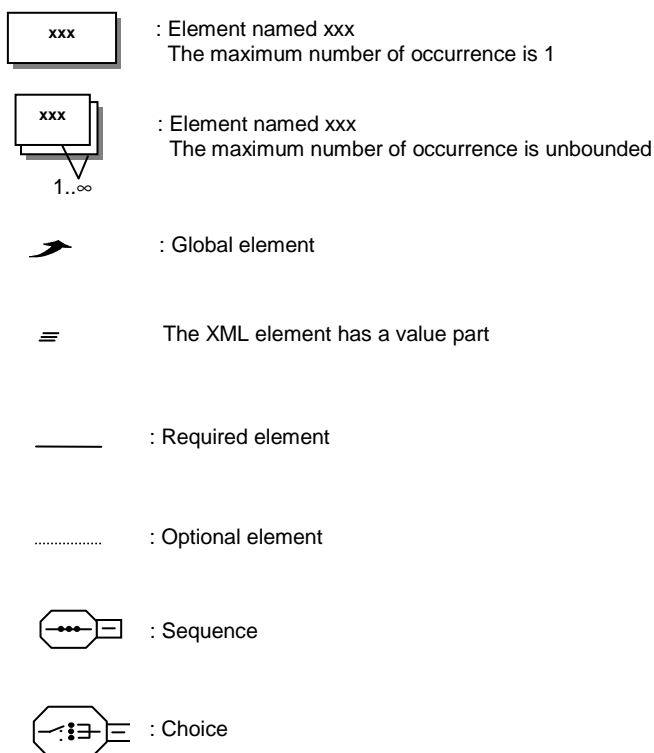 xxx
: Element named xxx
The maximum number of occurrence is 1
xxx
: Element named xxx
The maximum number of occurrence is unbounded
1..∞
: Global element
The XML element has a value part
: Required element
: Optional element
: Sequence
: Choice